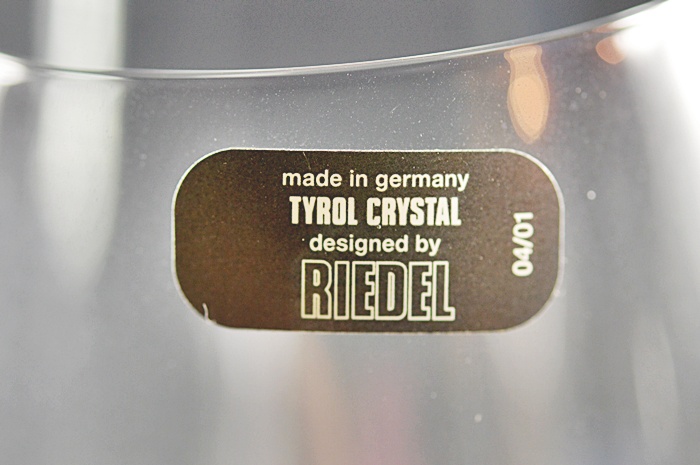 made in germany
TYROL CRYSTAL
designed by
RIEDEL
04/01